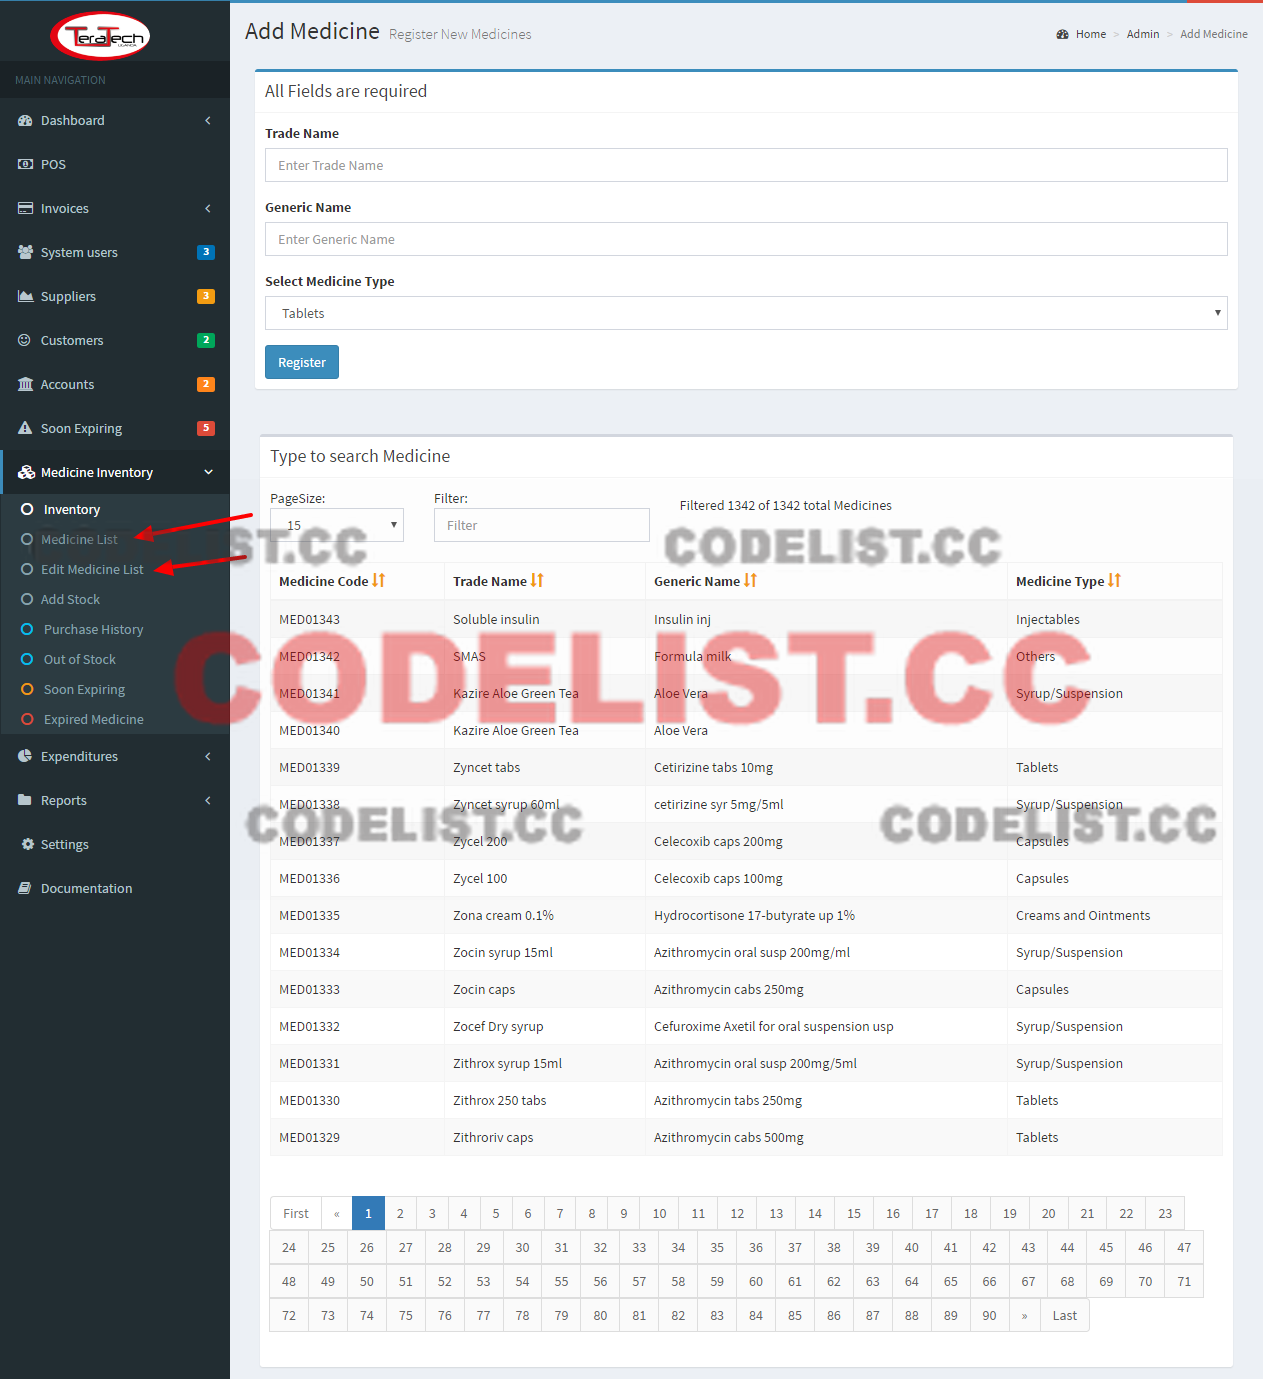 TeraTech
UGANDA
MAIN NAVIGATION
Dashboard
POS
Invoices
System users 3
Suppliers 3
Customers 2
Accounts 2
Soon Expiring 5
Medicine Inventory
Inventory
Medicine List
Edit Medicine List
Add Stock
Purchase History
Out of Stock
Soon Expiring
Expired Medicine
Expenditures
Reports
Settings
Documentation
Add Medicine Register New Medicines
Home > Admin > Add Medicine
All Fields are required
Trade Name
Enter Trade Name
Generic Name
Enter Generic Name
Select Medicine Type
Tablets
Register
Type to search Medicine
PageSize: Filter:
15 Filter Filtered 1342 of 1342 total Medicines
Medicine Code Trade Name Generic Name Medicine Type
MED01343 Soluble insulin Insulin inj Injectables
MED01342 SMAS Formula milk Others
MED01341 Kazire Aloe Green Tea Aloe Vera Syrup/Suspension
MED01340 Kazire Aloe Green Tea Aloe Vera
MED01339 Zyncet tabs Cetirizine tabs 10mg Tablets
MED01338 Zyncet syrup 60ml cetirizine syr 5mg/5ml Syrup/Suspension
MED01337 Zycel 200 Celecoxib caps 200mg Capsules
MED01336 Zycel 100 Celecoxib caps 100mg Capsules
MED01335 Zona cream 0.1% Hydrocortisone 17-butyrate up 1% Creams and Ointments
MED01334 Zocin syrup 15ml Azithromycin oral susp 200mg/ml Syrup/Suspension
MED01333 Zocin caps Azithromycin cabs 250mg Capsules
MED01332 Zocef Dry syrup Cefuroxime Axetil for oral suspension usp Syrup/Suspension
MED01331 Zithrox syrup 15ml Azithromycin oral susp 200mg/5ml Syrup/Suspension
MED01330 Zithrox 250 tabs Azithromycin tabs 250mg Tablets
MED01329 Zithroriv caps Azithromycin cabs 500mg Tablets
First « 1 2 3 4 5 6 7 8 9 10 11 12 13 14 15 16 17 18 19 20 21 22 23
24 25 26 27 28 29 30 31 32 33 34 35 36 37 38 39 40 41 42 43 44 45 46 47
48 49 50 51 52 53 54 55 56 57 58 59 60 61 62 63 64 65 66 67 68 69 70 71
72 73 74 75 76 77 78 79 80 81 82 83 84 85 86 87 88 89 90 » Last
CODELIST.CC
CODELIST.CC
CODELIST.CC
CODELIST.CC
CODELIST.CC